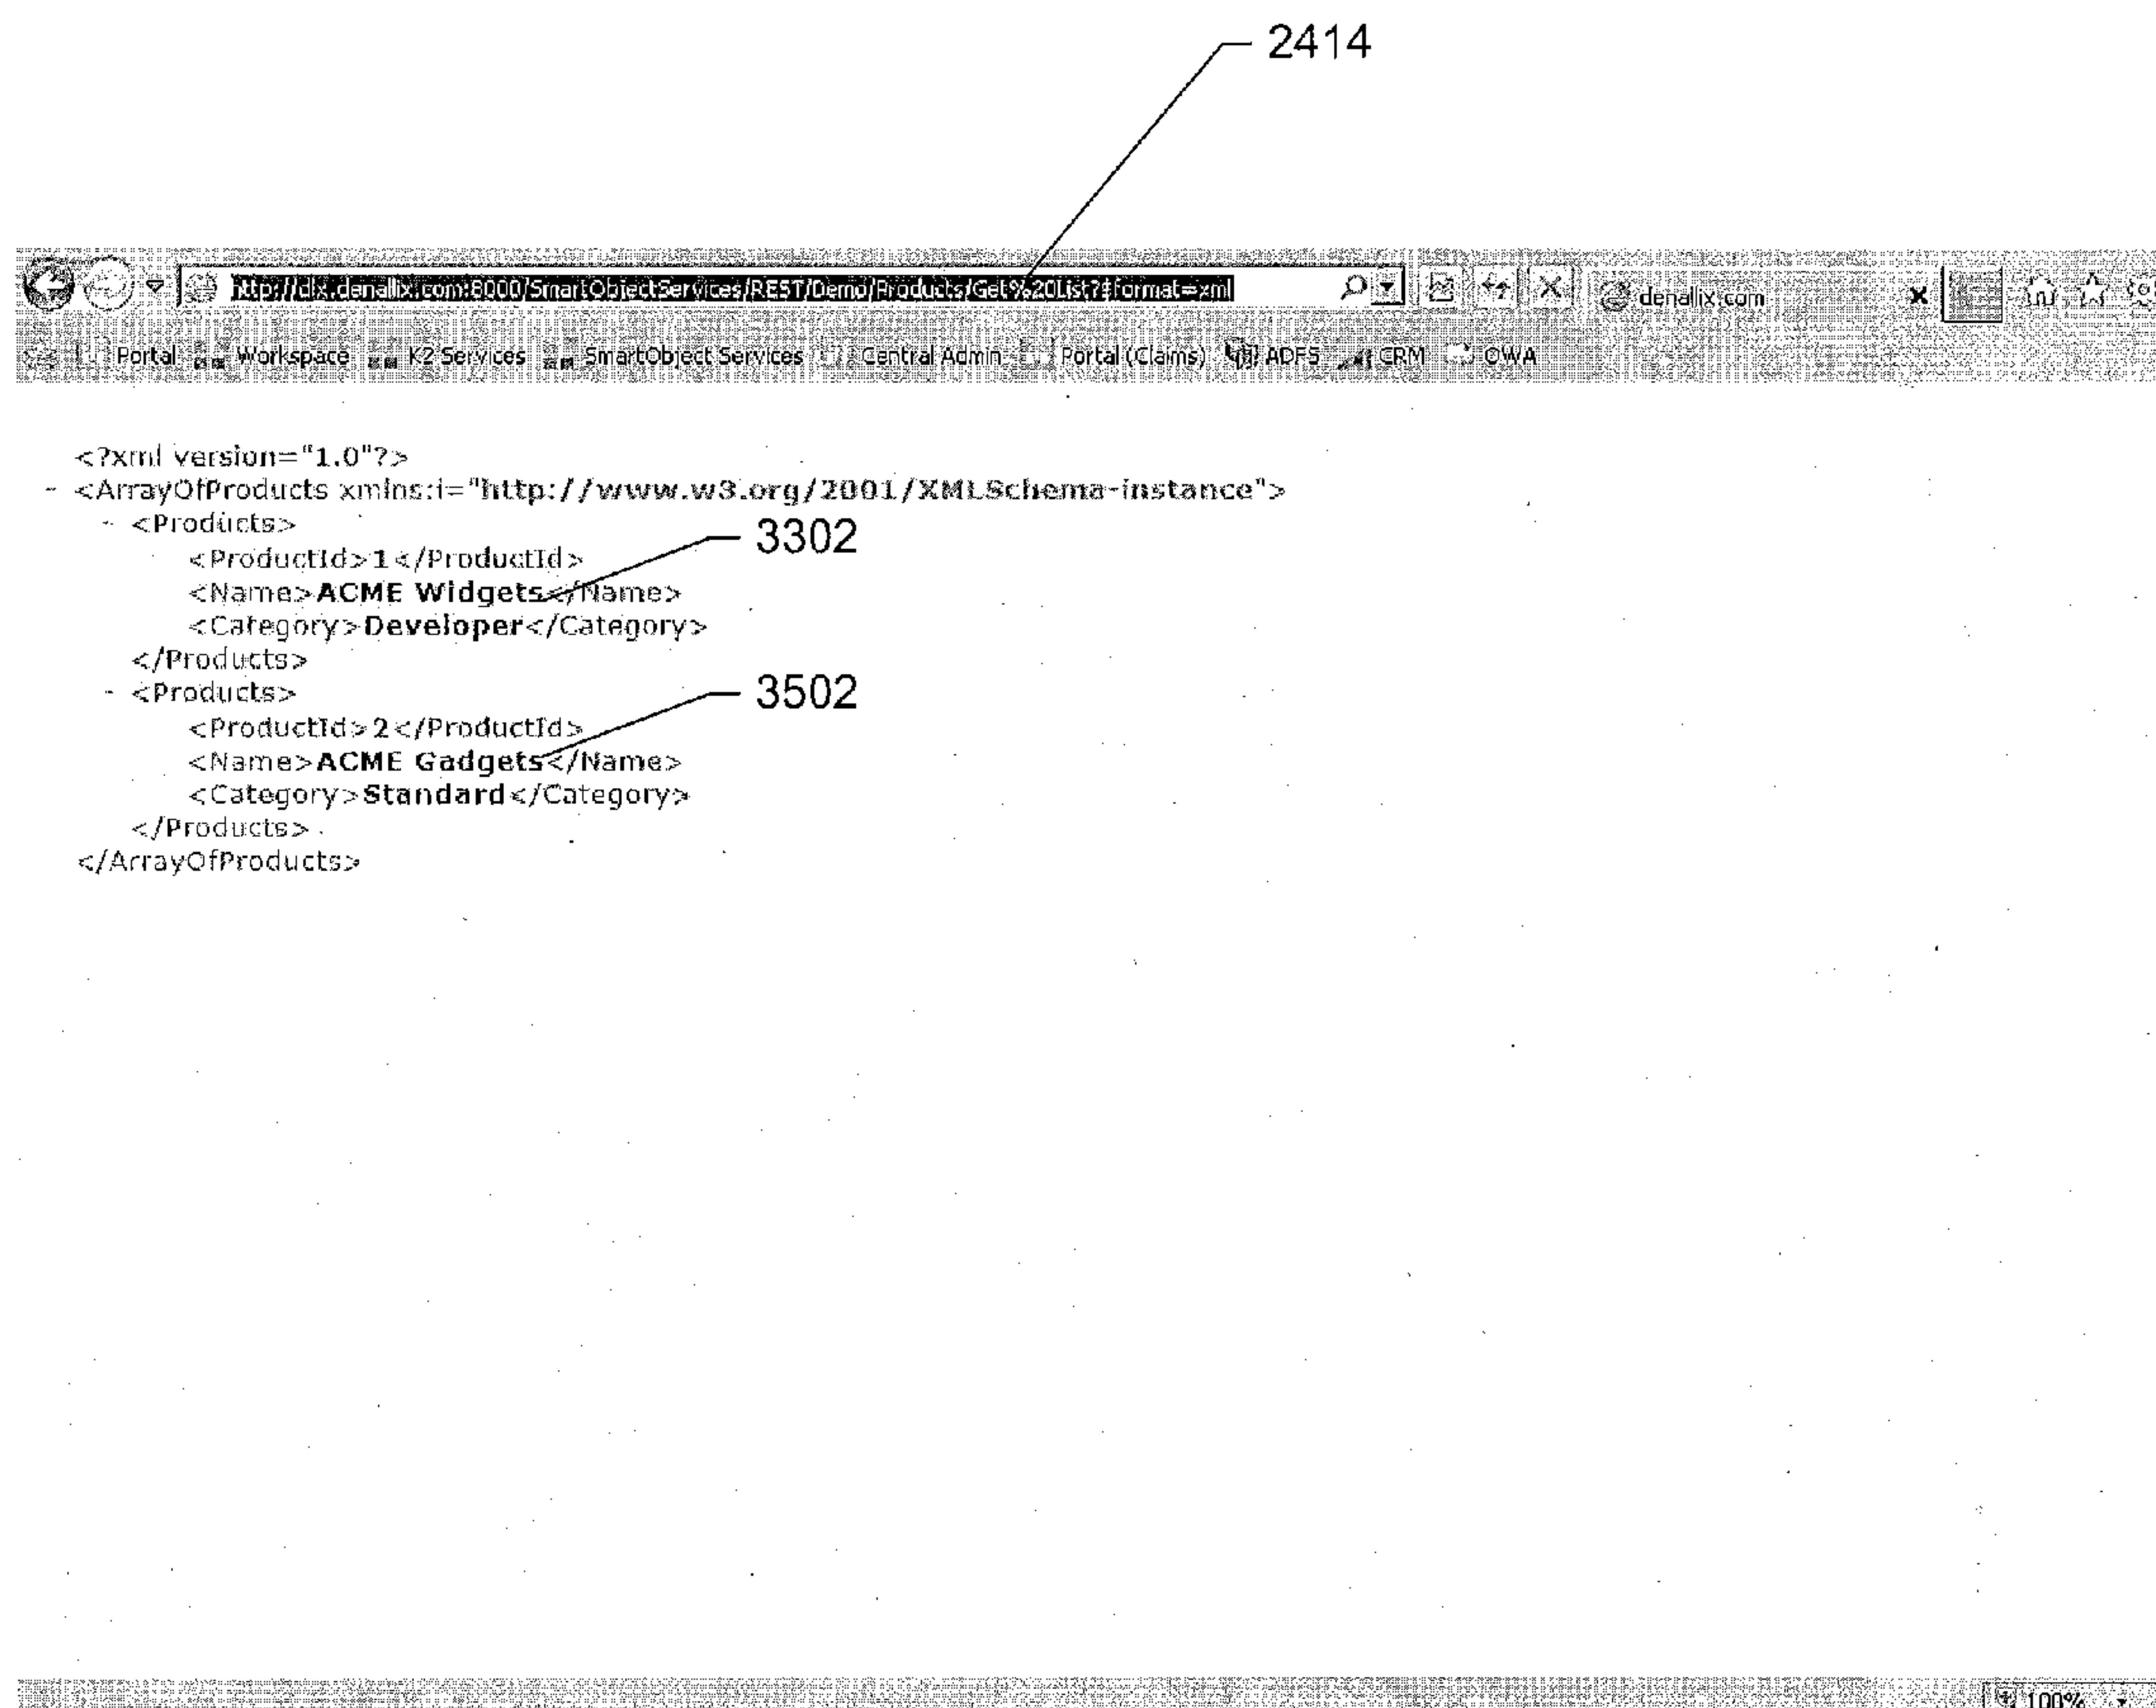 2414
http://dlx.denallix.com:8000/SmartObjectServices/REST/Demo/Products/Get%20List?$format=xml
denallix.com
Portal Workspace K2 Services SmartObject Services Central Admin Portal (Claims) ADFS CRM OWA
<?xml version="1.0"?>
- <ArrayOfProducts xmlns:i="http://www.w3.org/2001/XMLSchema-instance">
- <Products>
3302
<ProductId>1</ProductId>
<Name>ACME Widgets</Name>
<Category>Developer</Category>
</Products>
- <Products>
3502
<ProductId>2</ProductId>
<Name>ACME Gadgets</Name>
<Category>Standard</Category>
</Products>
</ArrayOfProducts>
100%